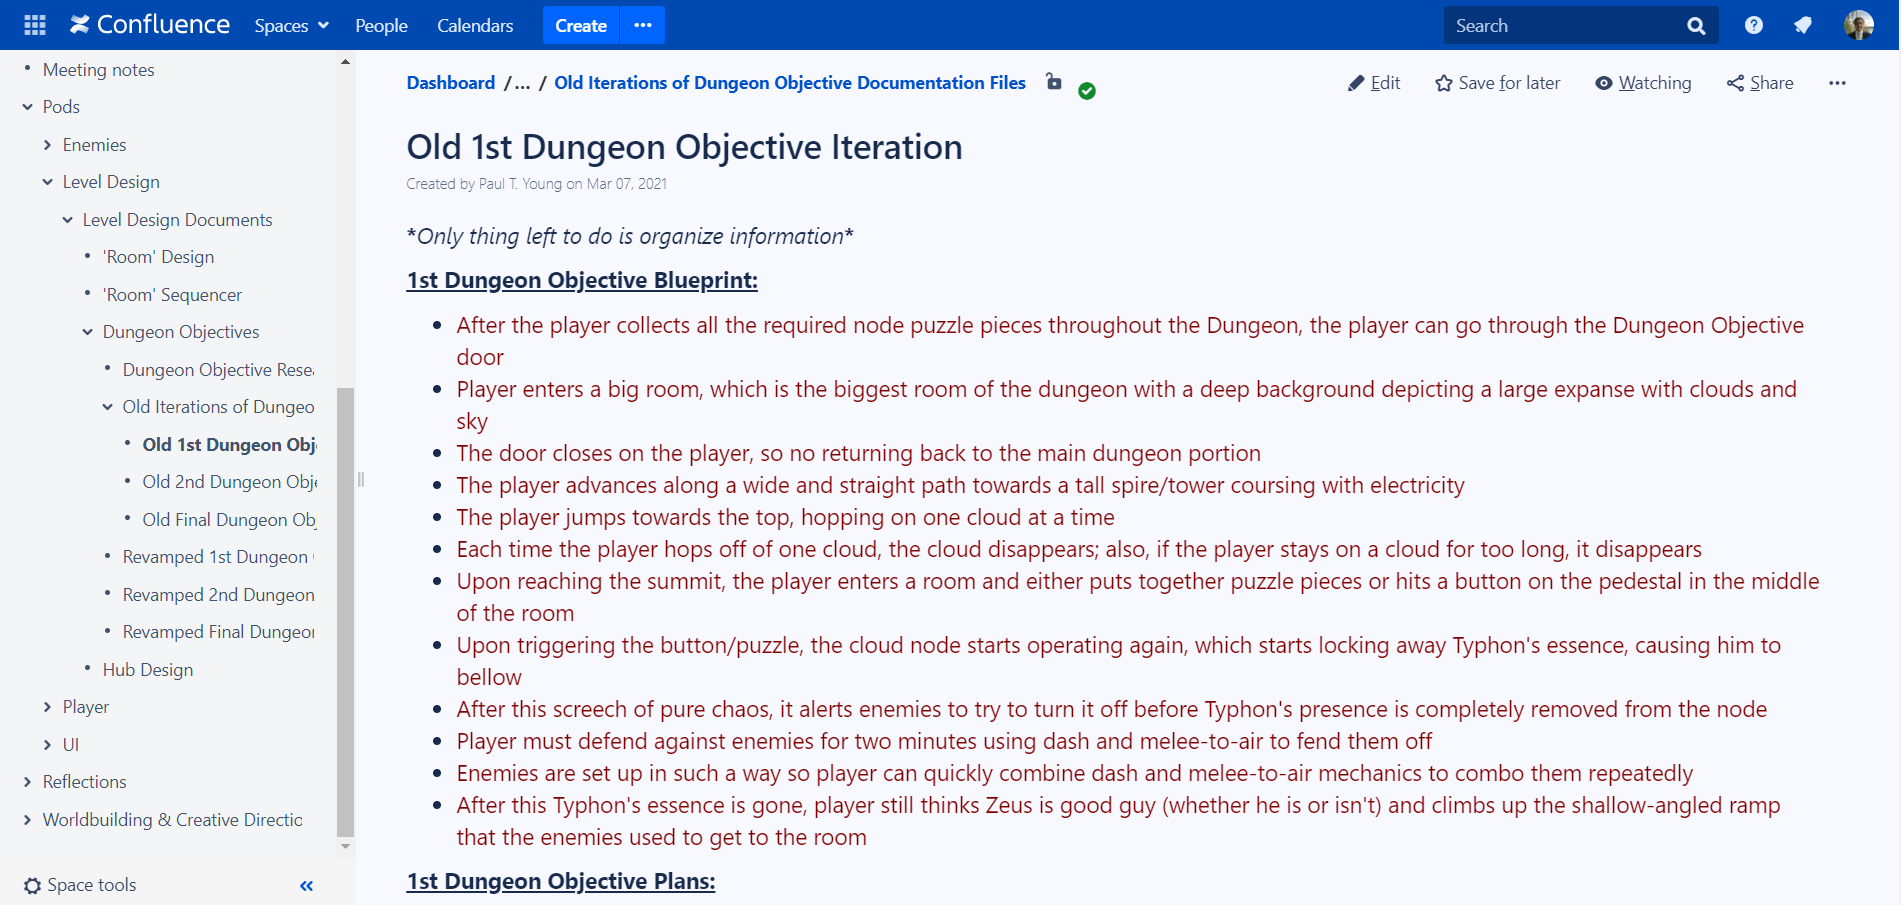 Confluence Spaces People Calendars Create ··· Search
Meeting notes
Pods
Enemies
Level Design
Level Design Documents
'Room' Design
'Room' Sequencer
Dungeon Objectives
Dungeon Objective Rese
Old Iterations of Dungeo
Old 1st Dungeon Obj
Old 2nd Dungeon Obje
Old Final Dungeon Ob
Revamped 1st Dungeon
Revamped 2nd Dungeon
Revamped Final Dungeon
Hub Design
Player
UI
Reflections
Worldbuilding & Creative Directio
Space tools
Dashboard /... / Old Iterations of Dungeon Objective Documentation Files
Edit Save for later Watching Share ···
Old 1st Dungeon Objective Iteration
Created by Paul T. Young on Mar 07, 2021
*Only thing left to do is organize information*
1st Dungeon Objective Blueprint:
• After the player collects all the required node puzzle pieces throughout the Dungeon, the player can go through the Dungeon Objective
door
• Player enters a big room, which is the biggest room of the dungeon with a deep background depicting a large expanse with clouds and
sky
• The door closes on the player, so no returning back to the main dungeon portion
• The player advances along a wide and straight path towards a tall spire/tower coursing with electricity
• The player jumps towards the top, hopping on one cloud at a time
• Each time the player hops off of one cloud, the cloud disappears; also, if the player stays on a cloud for too long, it disappears
• Upon reaching the summit, the player enters a room and either puts together puzzle pieces or hits a button on the pedestal in the middle
of the room
• Upon triggering the button/puzzle, the cloud node starts operating again, which starts locking away Typhon's essence, causing him to
bellow
• After this screech of pure chaos, it alerts enemies to try to turn it off before Typhon's presence is completely removed from the node
• Player must defend against enemies for two minutes using dash and melee-to-air to fend them off
• Enemies are set up in such a way so player can quickly combine dash and melee-to-air mechanics to combo them repeatedly
• After this Typhon's essence is gone, player still thinks Zeus is good guy (whether he is or isn't) and climbs up the shallow-angled ramp
that the enemies used to get to the room
1st Dungeon Objective Plans: